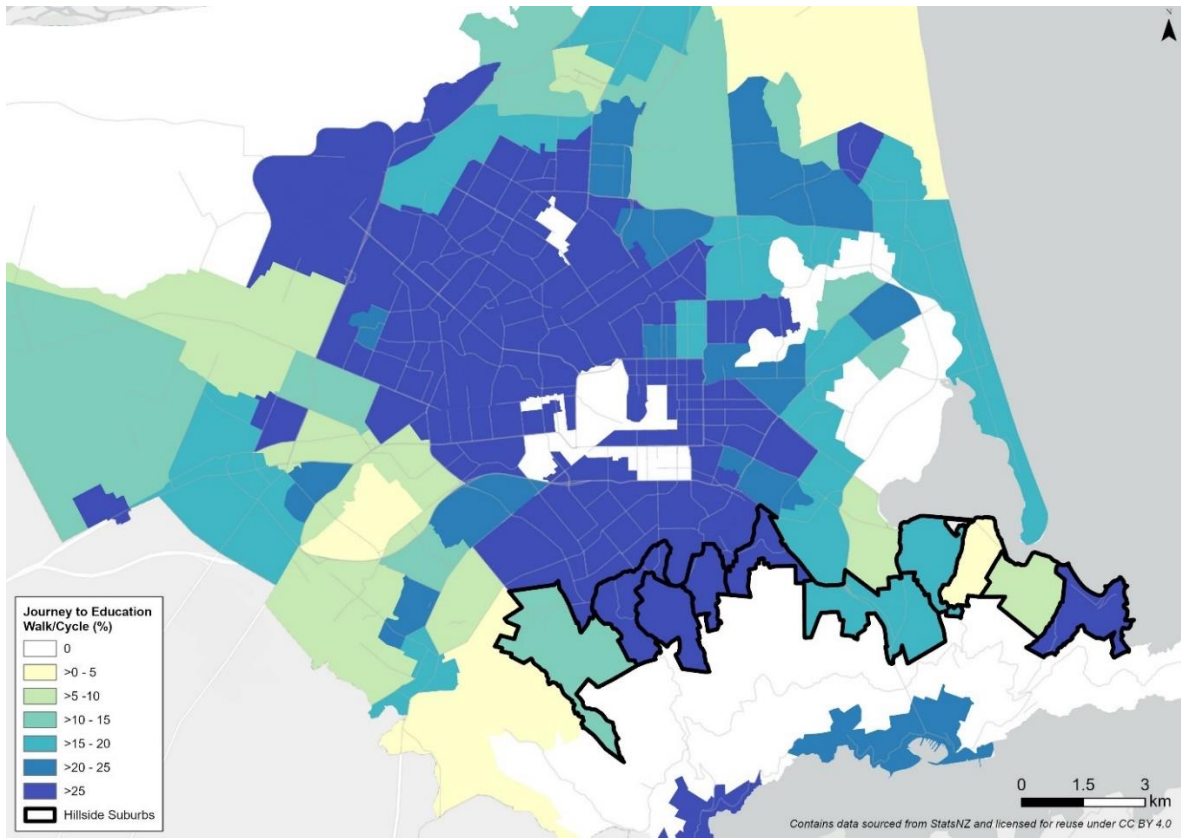 N
Journey to Education
Walk/Cycle (%)
0
>0 - 5
>5 -10
>10 - 15
>15 - 20
>20 - 25
>25
Hillside Suburbs
0 1.5 3
km
Contains data sourced from StatsNZ and licensed for reuse under CC BY 4.0